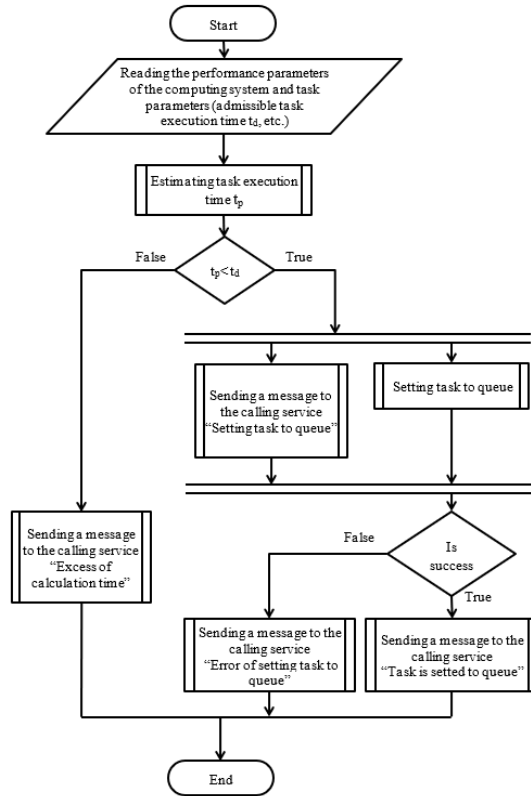 Start
Reading the performance parameters
of the computing system and task
parameters (admissible task
execution time td, etc.)
Estimating task execution
time tp
False
True
tp<td
Sending a message to
the calling service
“Setting task to queue”
Setting task to queue
Sending a message
to the calling service
“Excess of
calculation time”
False
Is
success
True
Sending a message to the
calling service
“Error of setting task to
queue”
Sending a message to the
calling service
“Task is setted to queue”
End